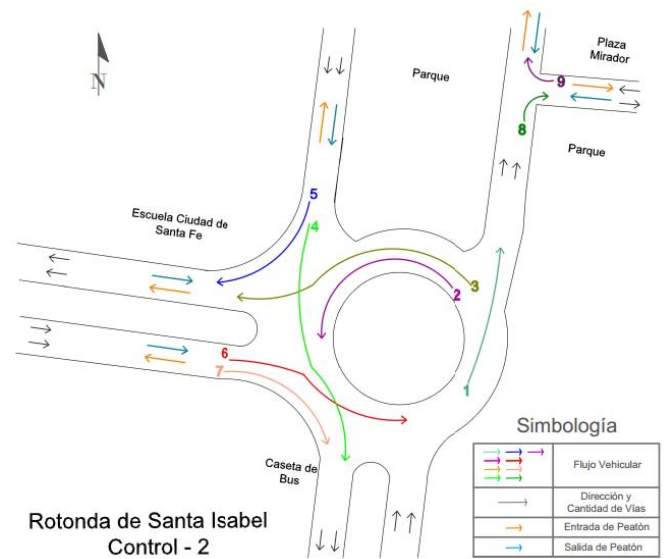 Plaza
Mirador
Parque
9
N
8
Parque
5
Escuela Ciudad de
Santa Fe
4
3
2
6
7
1
Simbología
Flujo Vehicular
Caseta de
Bus
Dirección y
Cantidad de Vías
Rotonda de Santa Isabel
Control - 2
Entrada de Peatón
Salida de Peatón